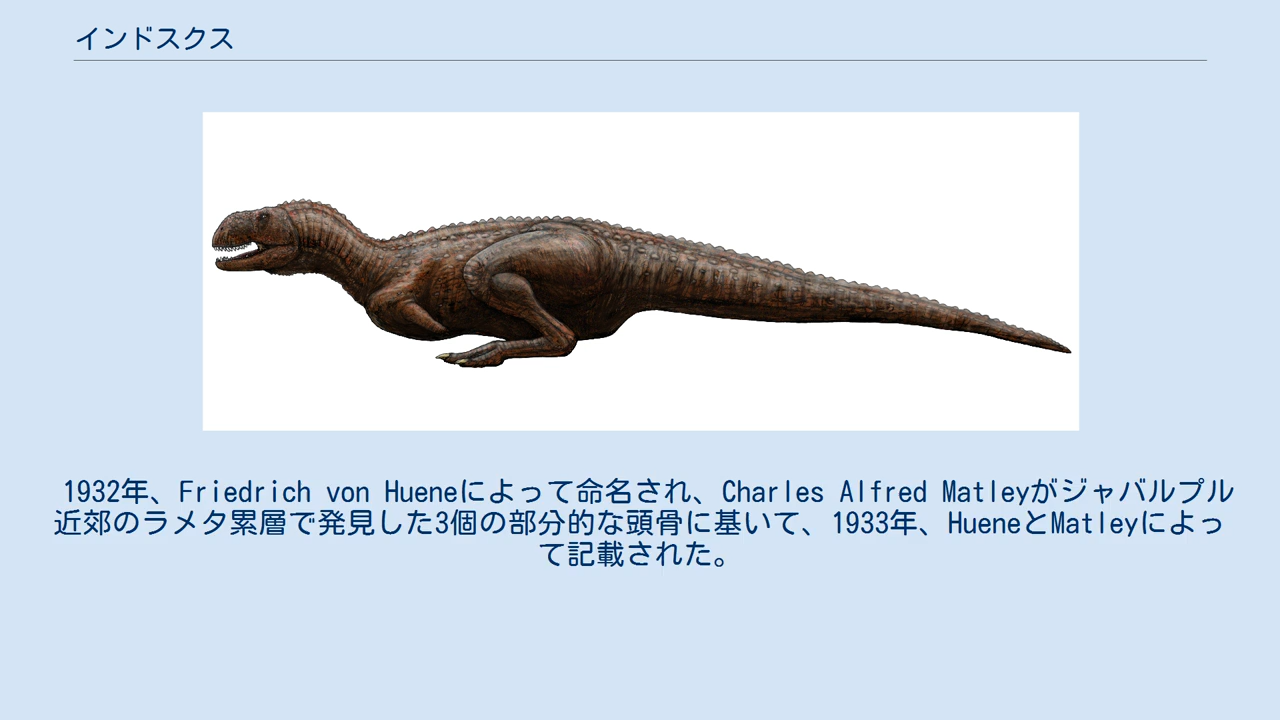 インドスクス
1932年、Friedrich von Hueneによって命名され、Charles Alfred Matleyがジャバルプル
近郊のラメタ累層で発見した3個の部分的な頭骨に基いて、1933年、HueneとMatleyによっ
て記載された。